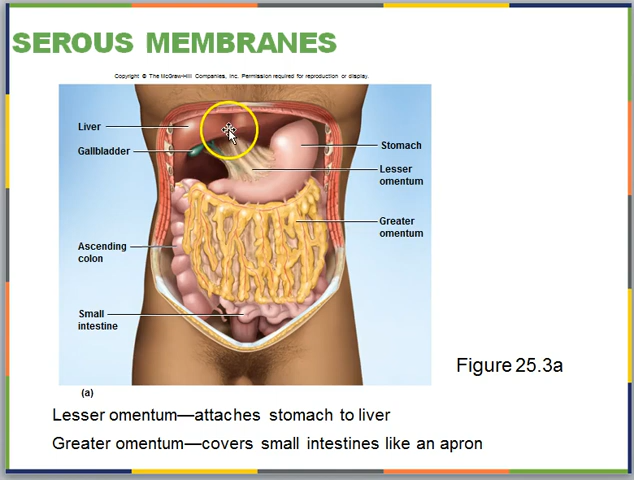 SEROUS MEMBRANES
Copyright © The McGraw-Hill Companies, Inc. Permission required for reproduction or display.
Liver
Gallbladder
Stomach
Lesser
omentum
Greater
omentum
Ascending
colon
Small
intestine
Figure 25.3a
(a)
Lesser omentum—attaches stomach to liver
Greater omentum—covers small intestines like an apron